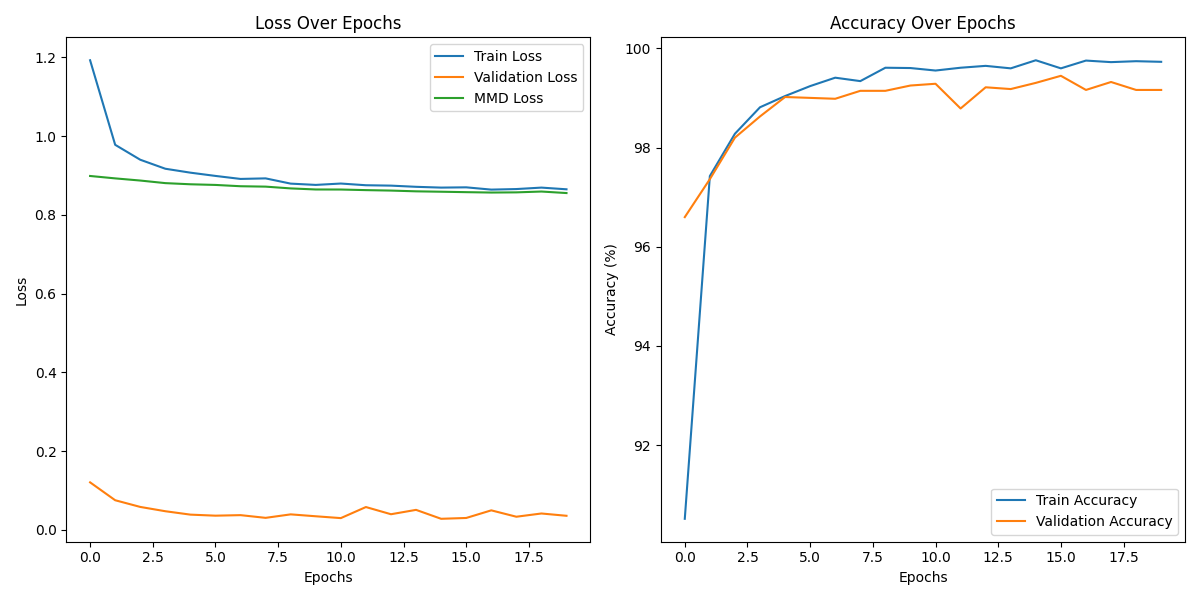 Loss Over Epochs
1.2
1.0
0.8
0.6
0.4
0.2
0.0
Loss
Train Loss
Validation Loss
MMD Loss
0.0 2.5 5.0 7.5 10.0 12.5 15.0 17.5
Epochs
Accuracy Over Epochs
100
98
96
94
92
Accuracy (%)
Train Accuracy
Validation Accuracy
0.0 2.5 5.0 7.5 10.0 12.5 15.0 17.5
Epochs